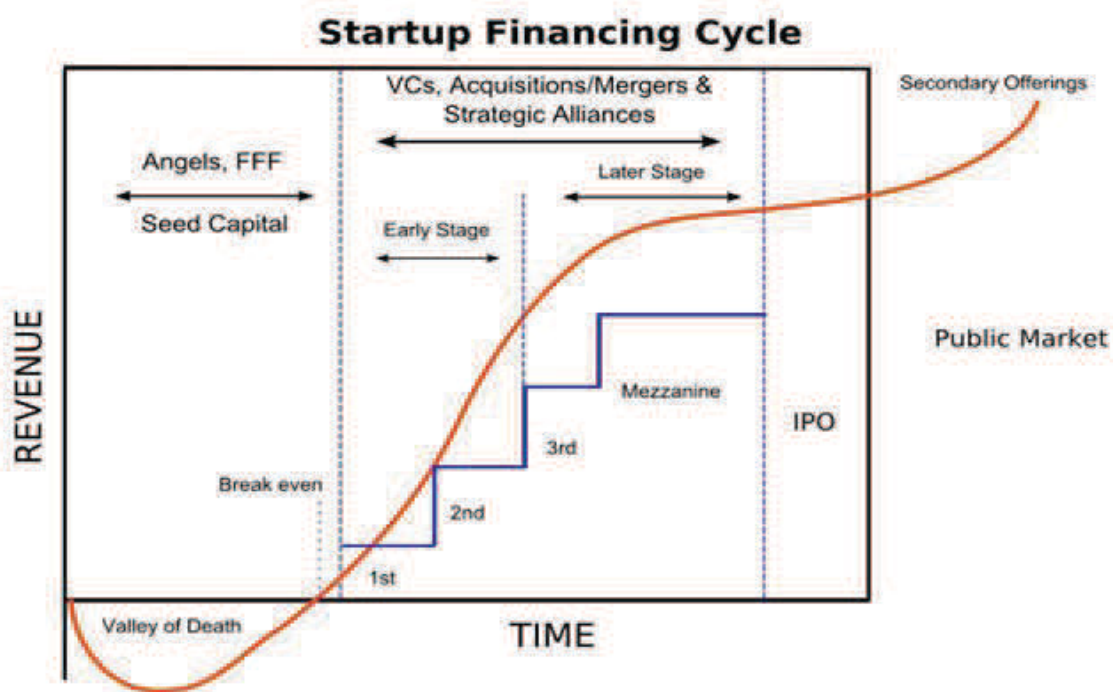 Startup Financing Cycle
VCs, Acquisitions/Mergers &
Strategic Alliances
Secondary Offerings
Angels, FFF
Seed Capital
Later Stage
Early Stage
REVENUE
Public Market
Mezzanine
IPO
3rd
Break even
2nd
1st
Valley of Death
TIME